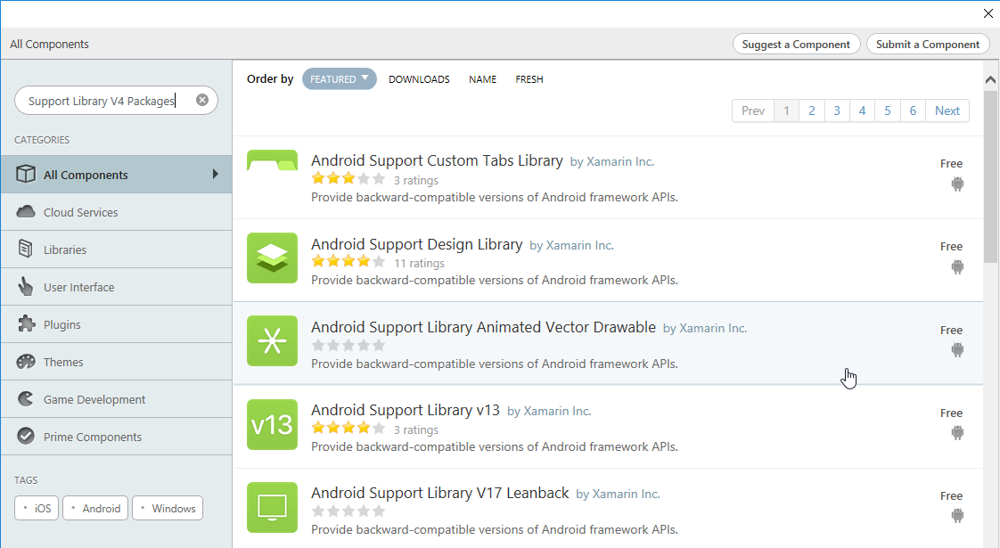 All Components
Suggest a Component
Submit a Component
Support Library V4 Packages
CATEGORIES
All Components
Cloud Services
Libraries
User Interface
Plugins
Themes
Game Development
Prime Components
TAGS
• iOS
• Android
• Windows
Order by FEATURED ▼ DOWNLOADS NAME FRESH
Prev 1 2 3 4 5 6 Next
Android Support Custom Tabs Library by Xamarin Inc.
Free
3 ratings
Provide backward-compatible versions of Android framework APIs.
Android Support Design Library by Xamarin Inc.
Free
11 ratings
Provide backward-compatible versions of Android framework APIs.
Android Support Library Animated Vector Drawable by Xamarin Inc.
Free
Provide backward-compatible versions of Android framework APIs.
v13
Android Support Library v13 by Xamarin Inc.
Free
3 ratings
Provide backward-compatible versions of Android framework APIs.
Android Support Library V17 Leanback by Xamarin Inc.
Free
Provide backward-compatible versions of Android framework APIs.